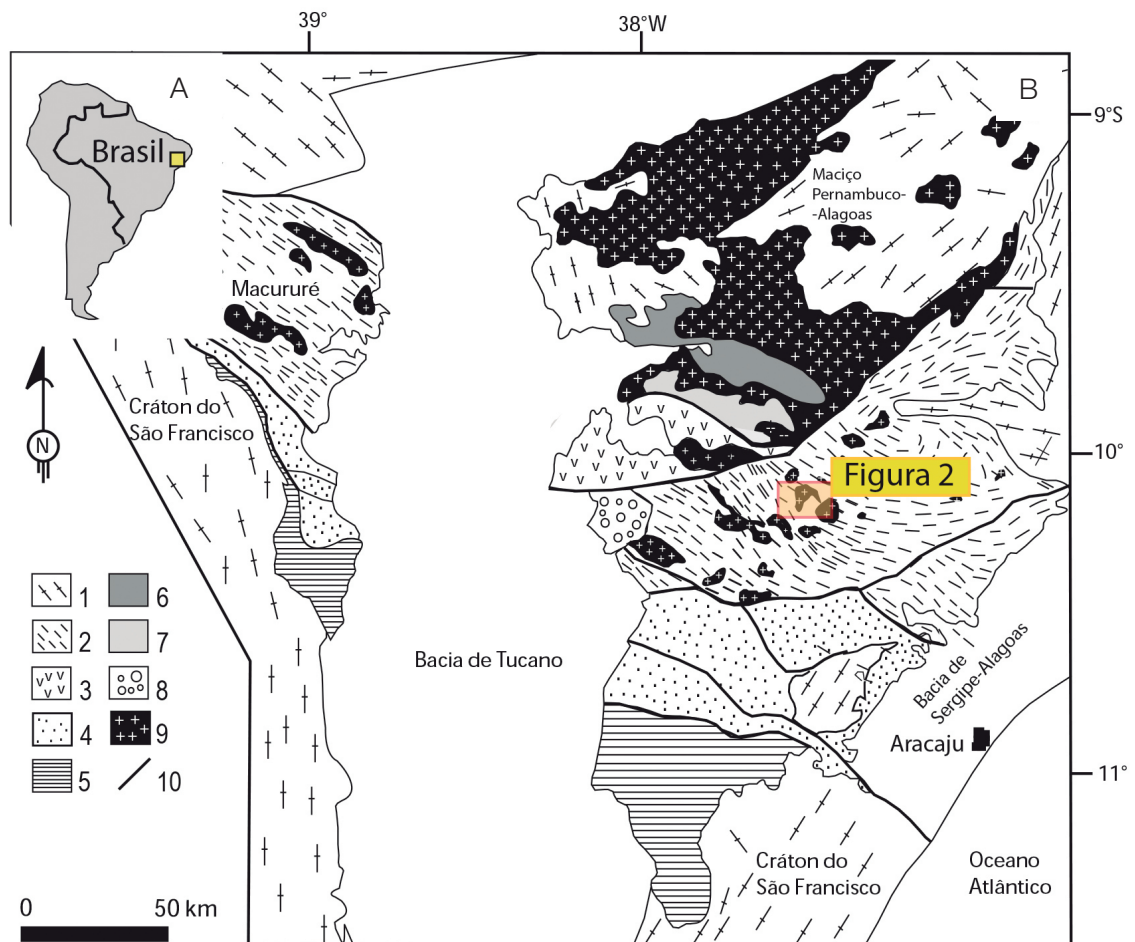 39°
38°W
A
B
Brasil
9°S
Maciço
Pernambuco-
-Alagoas
Macururé
Cráton do
São Francisco
N
10°
Figura 2
1
6
2
7
3
8
4
9
5
10
Bacia de Tucano
Bacia de
Sergipe-Alagoas
Aracaju
11°
Cráton do
São Francisco
Oceano
Atlântico
0
50 km